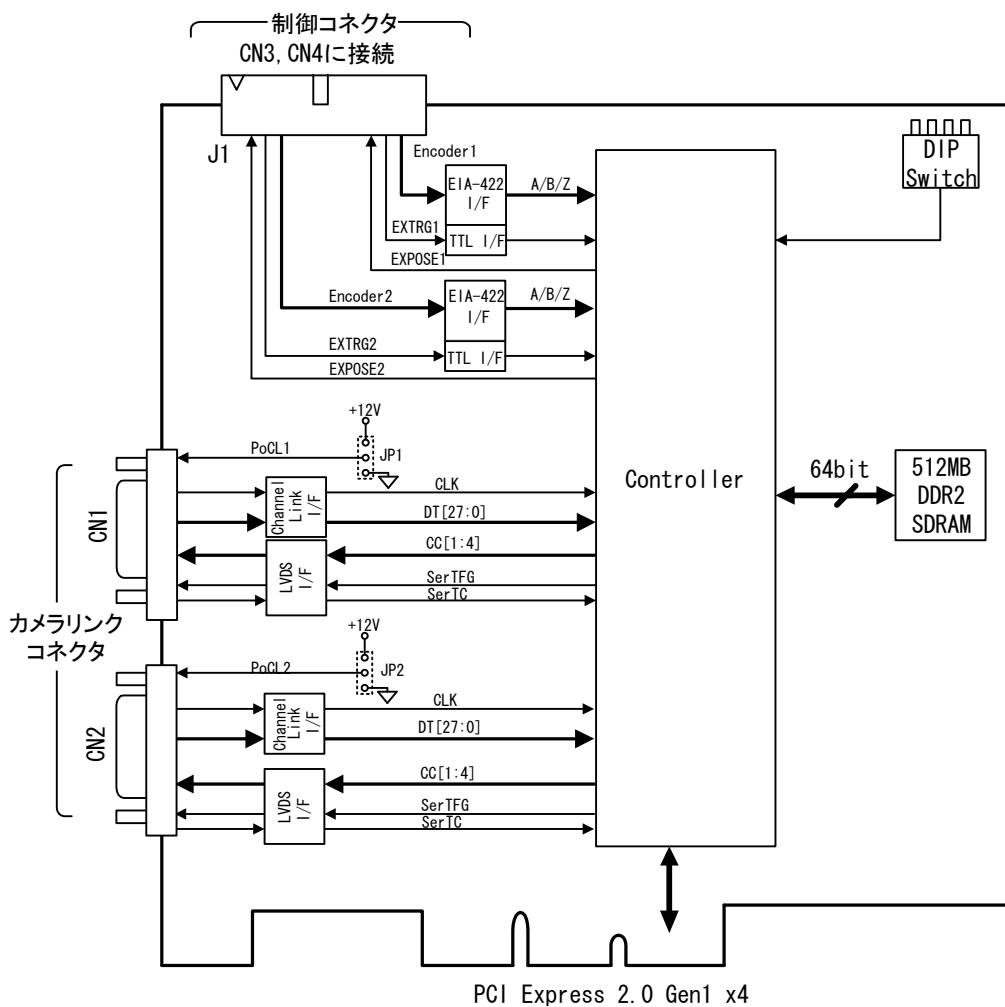 制御コネクタ
CN3, CN4に接続
J1
Encoder1
EIA-422
I/F
A/B/Z
EXTRG1
TTL I/F
EXPOSE1
DIP
Switch
Encoder2
EIA-422
I/F
A/B/Z
EXTRG2
TTL I/F
EXPOSE2
+12V
PoCL1
JP1
CN1
Channel
Link
I/F
CLK
DT[27:0]
LVDS
I/F
CC[1:4]
SerTFG
SerTC
Controller
64bit
512MB
DDR2
SDRAM
カメラリンク
コネクタ
+12V
PoCL2
JP2
CN2
Channel
Link
I/F
CLK
DT[27:0]
LVDS
I/F
CC[1:4]
SerTFG
SerTC
PCI Express 2.0 Gen1 x4